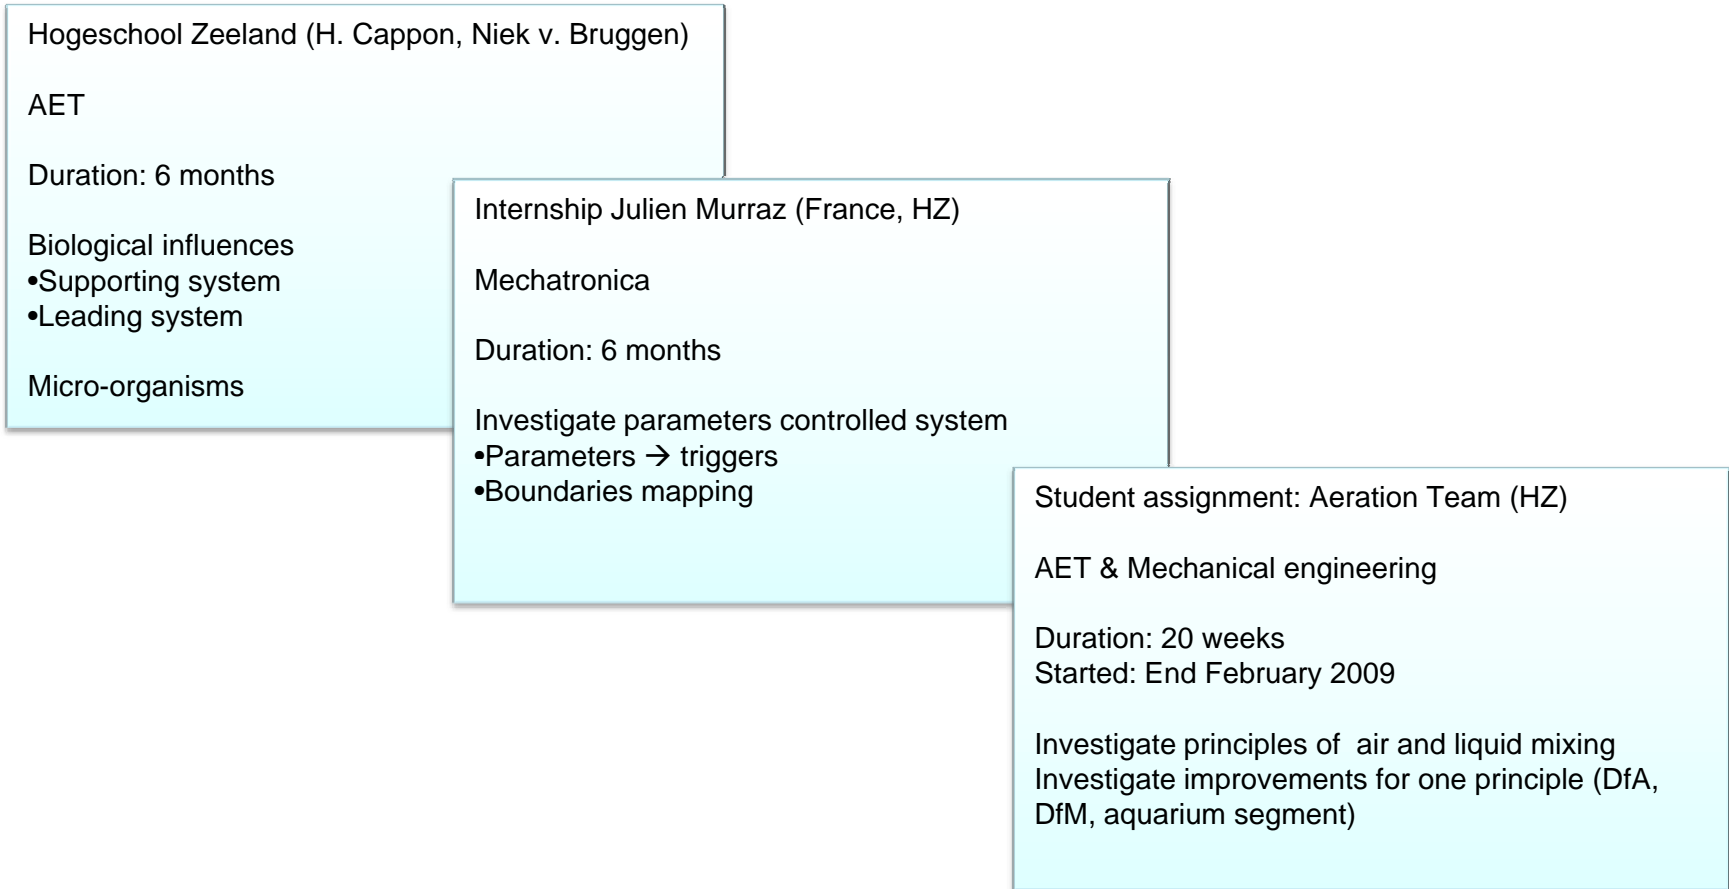 Hogeschool Zeeland (H. Cappon, Niek v. Bruggen)
AET
Duration: 6 months
Biological influences
•Supporting system
•Leading system
Micro-organisms
Internship Julien Murraz (France, HZ)
Mechatronica
Duration: 6 months
Investigate parameters controlled system
•Parameters → triggers
•Boundaries mapping
Student assignment: Aeration Team (HZ)
AET & Mechanical engineering
Duration: 20 weeks
Started: End February 2009
Investigate principles of  air and liquid mixing
Investigate improvements for one principle (DfA,
DfM, aquarium segment)